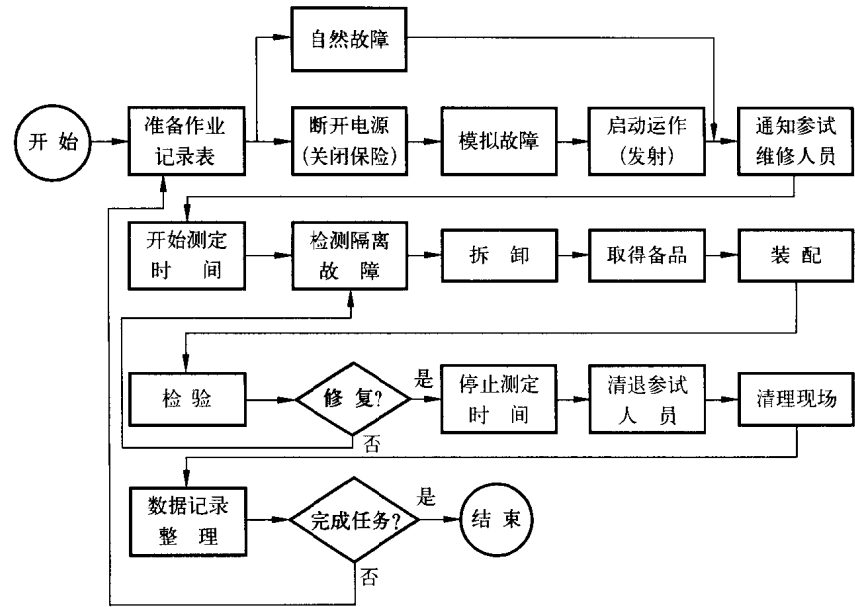 自然故障
开始
准备作业
记录表
断开电源
(关闭保险)
模拟故障
启动运作
(发射)
通知参试
维修人员
开始测定
时间
检测隔离
故障
拆卸
取得备品
装配
检验
修复?
是
否
停止测定
时间
清退参试
人员
清理现场
数据记录
整理
完成任务?
是
否
结束